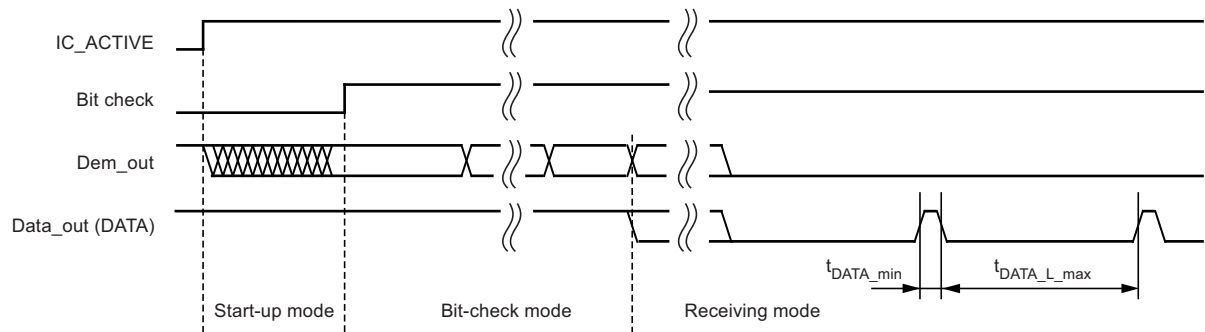 IC_ACTIVE
Bit check
Dem_out
Data_out (DATA)
tDATA_min
tDATA_L_max
Start-up mode
Bit-check mode
Receiving mode